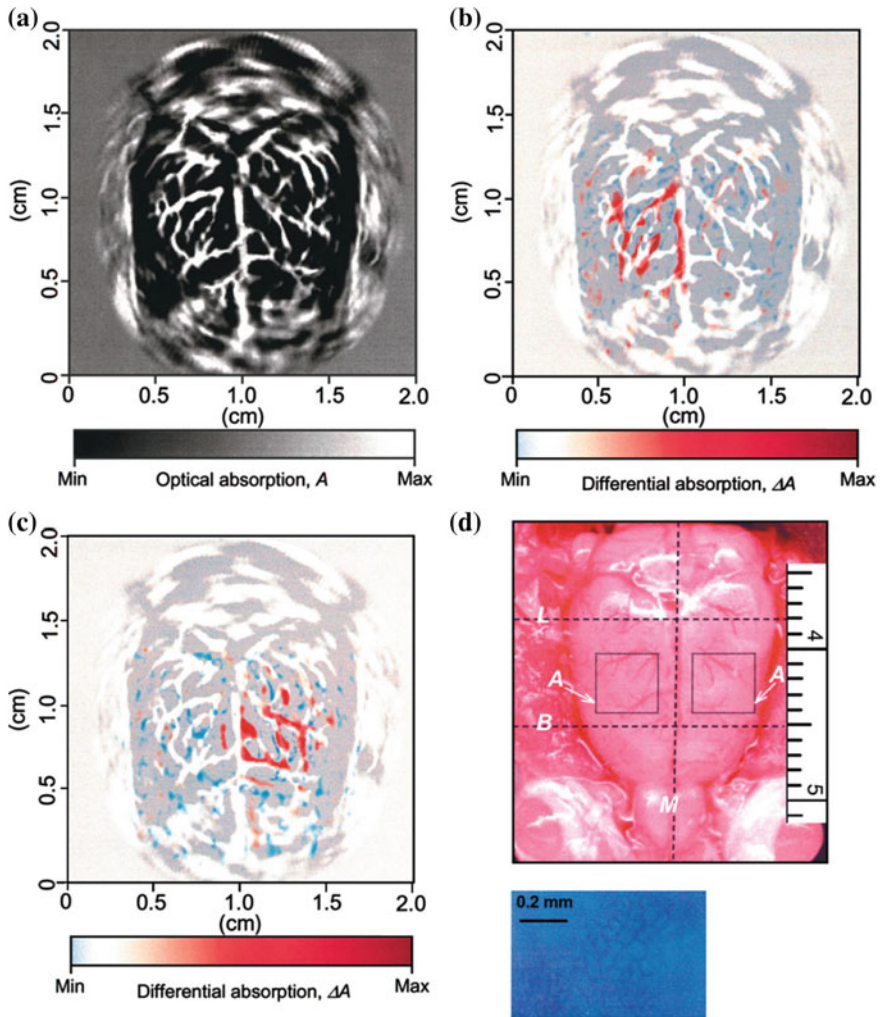 (a)
2.0
1.5
1.0
(cm)
0.5
0
0 0.5 1.0 1.5 2.0
(cm)
Min Optical absorption, A Max
(b)
2.0
1.5
1.0
(cm)
0.5
0
0 0.5 1.0 1.5 2.0
(cm)
Min Differential absorption, ΔA Max
(c)
2.0
1.5
1.0
(cm)
0.5
0
0 0.5 1.0 1.5 2.0
(cm)
Min Differential absorption, ΔA Max
(d)
L
4
A A
B
5
M
0.2 mm